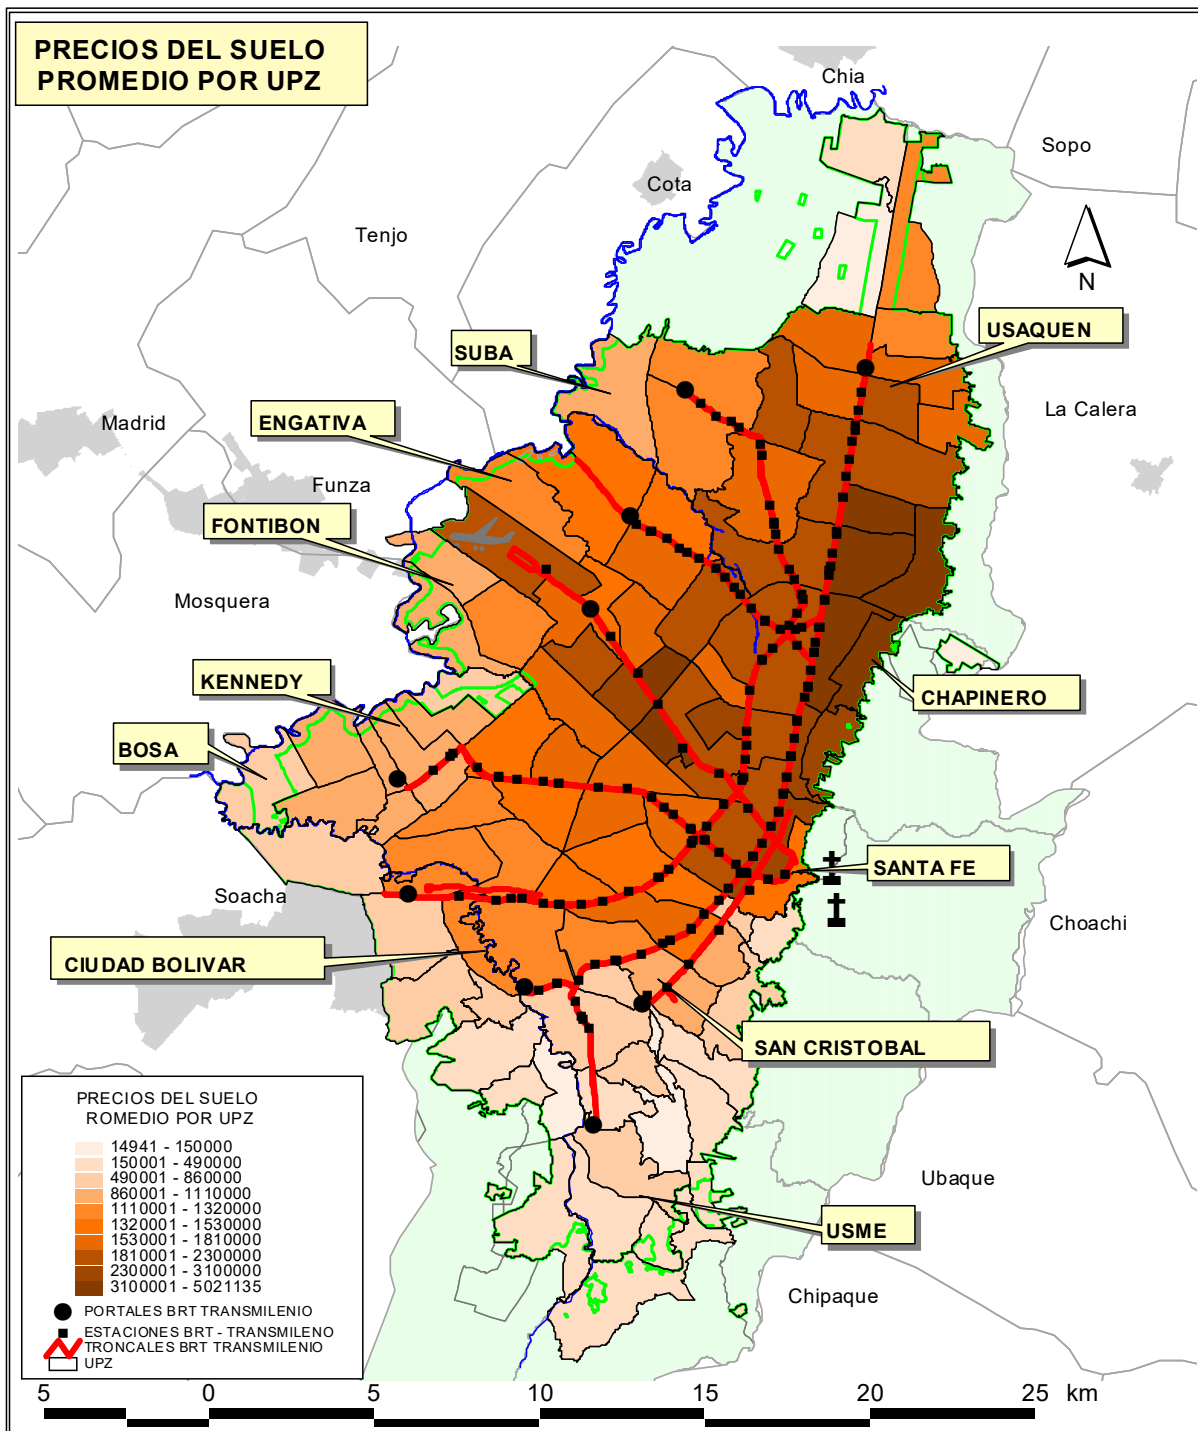 PRECIOS DEL SUELO
PROMEDIO POR UPZ
Chia
Sopo
Cota
Tenjo
N
USAQUEN
SUBA
La Calera
Madrid
ENGATIVA
Funza
FONTIBON
Mosquera
KENNEDY
CHAPINERO
BOSA
SANTA FE
Soacha
Choachi
CIUDAD BOLIVAR
SAN CRISTOBAL
PRECIOS DEL SUELO
ROMEDIO POR UPZ
14941 - 150000
150001 - 490000
490001 - 860000
860001 - 1110000
1110001 - 1320000
1320001 - 1530000
1530001 - 1810000
1810001 - 2300000
2300001 - 3100000
3100001 - 5021135
PORTALES BRT TRANSMILENIO
ESTACIONES BRT - TRANSMILENO
TRONCALES BRT TRANSMILENIO
UPZ
Ubaque
USME
Chipaque
5 0 5 10 15 20 25 km